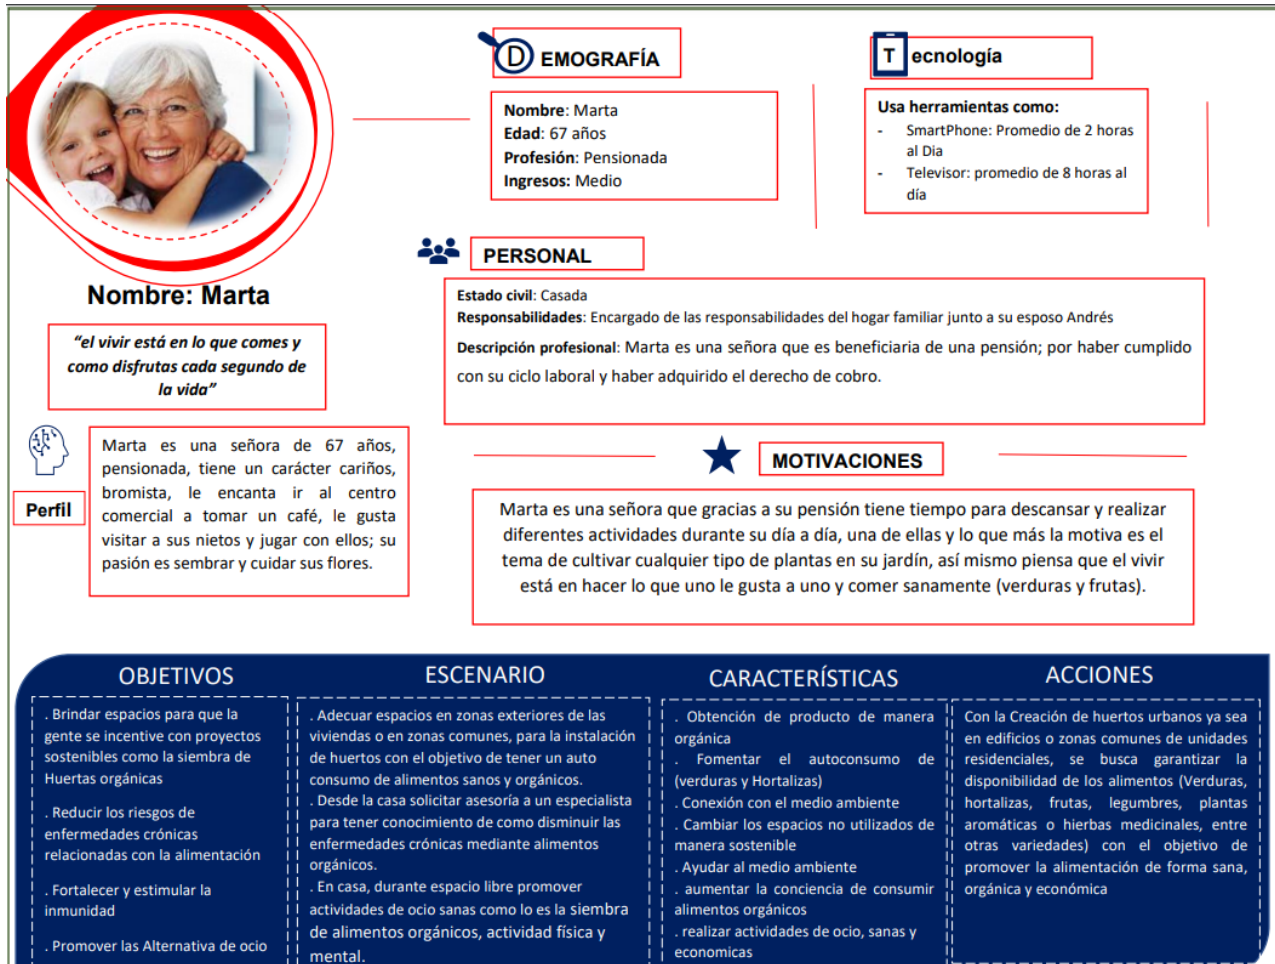 DEMOGRAFÍA
Nombre: Marta
Edad: 67 años
Profesión: Pensionada
Ingresos: Medio
Tecnología
Usa herramientas como:
- SmartPhone: Promedio de 2 horas
al Dia
- Televisor: promedio de 8 horas al
día
Nombre: Marta
“el vivir está en lo que comes y
como disfrutas cada segundo de
la vida”
PERSONAL
Estado civil: Casada
Responsabilidades: Encargado de las responsabilidades del hogar familiar junto a su esposo Andrés
Descripción profesional: Marta es una señora que es beneficiaria de una pensión; por haber cumplido
con su ciclo laboral y haber adquirido el derecho de cobro.
Perfil
Marta es una señora de 67 años,
pensionada, tiene un carácter cariños,
bromista, le encanta ir al centro
comercial a tomar un café, le gusta
visitar a sus nietos y jugar con ellos; su
pasión es sembrar y cuidar sus flores.
MOTIVACIONES
Marta es una señora que gracias a su pensión tiene tiempo para descansar y realizar
diferentes actividades durante su día a día, una de ellas y lo que más la motiva es el
tema de cultivar cualquier tipo de plantas en su jardín, así mismo piensa que el vivir
está en hacer lo que uno le gusta a uno y comer sanamente (verduras y frutas).
OBJETIVOS
. Brindar espacios para que la
gente se incentive con proyectos
sostenibles como la siembra de
Huertas orgánicas
. Reducir los riesgos de
enfermedades crónicas
relacionadas con la alimentación
. Fortalecer y estimular la
inmunidad
. Promover las Alternativa de ocio
ESCENARIO
. Adecuar espacios en zonas exteriores de las
viviendas o en zonas comunes, para la instalación
de huertos con el objetivo de tener un auto
consumo de alimentos sanos y orgánicos.
. Desde la casa solicitar asesoría a un especialista
para tener conocimiento de como disminuir las
enfermedades crónicas mediante alimentos
orgánicos.
. En casa, durante espacio libre promover
actividades de ocio sanas como lo es la siembra
de alimentos orgánicos, actividad física y
mental.
CARACTERÍSTICAS
. Obtención de producto de manera
orgánica
. Fomentar el autoconsumo de
(verduras y Hortalizas)
. Conexión con el medio ambiente
. Cambiar los espacios no utilizados de
manera sostenible
. Ayudar al medio ambiente
. aumentar la conciencia de consumir
alimentos orgánicos
. realizar actividades de ocio, sanas y
economicas
ACCIONES
Con la Creación de huertos urbanos ya sea
en edificios o zonas comunes de unidades
residenciales, se busca garantizar la
disponibilidad de los alimentos (Verduras,
hortalizas, frutas, legumbres, plantas
aromáticas o hierbas medicinales, entre
otras variedades) con el objetivo de
promover la alimentación de forma sana,
orgánica y económica